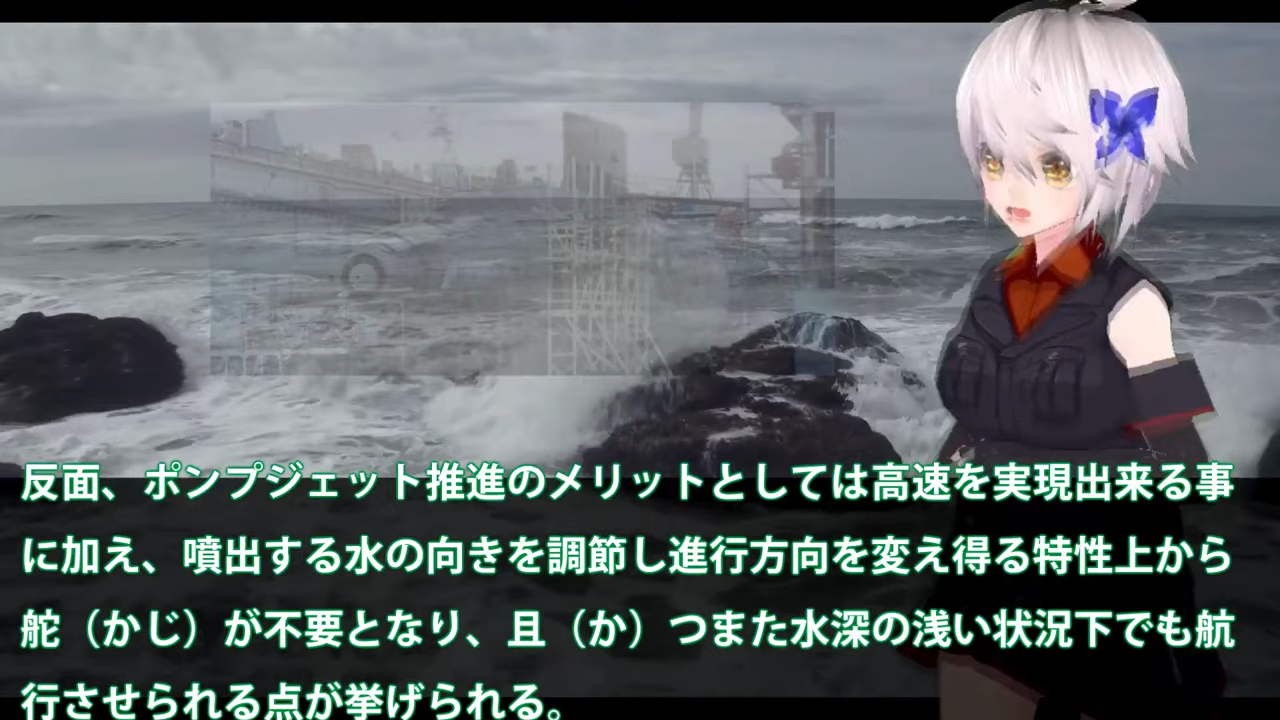 反面、ポンプジェット推進のメリットとしては高速を実現出来る事
に加え、噴出する水の向きを調節し進行方向を変え得る特性上から
舵（かじ）が不要となり、且（か）つまた水深の浅い状況下でも航
行させられる点が挙げられる。